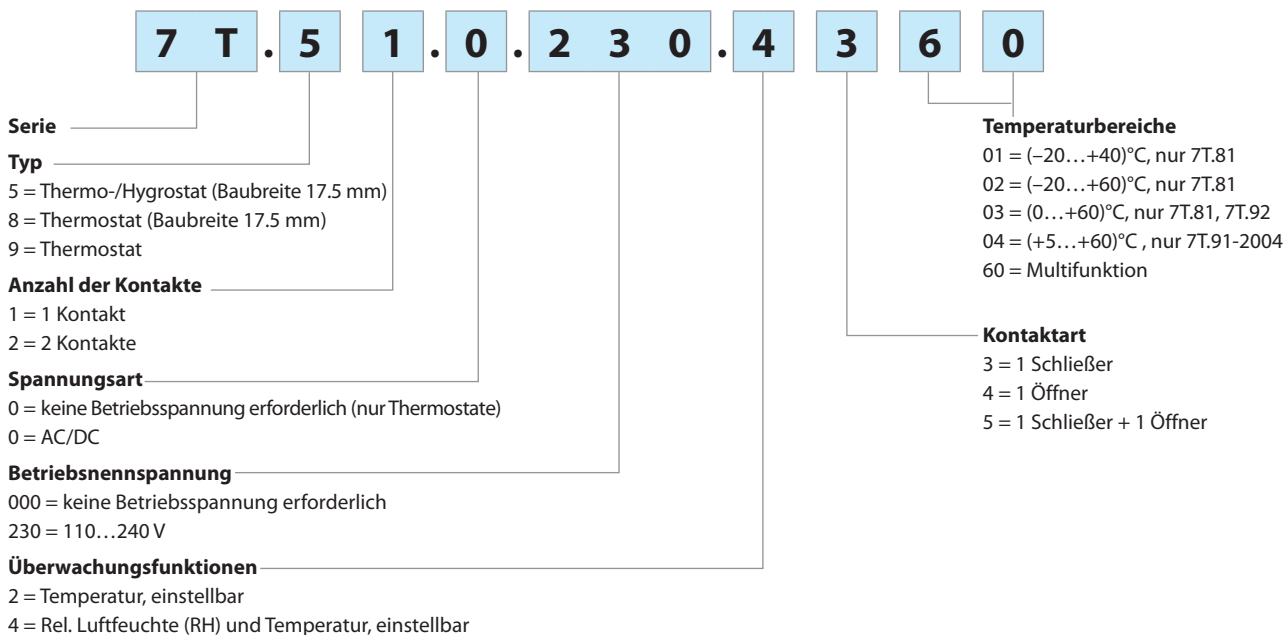 7 T . 5 1 . 0 . 2 3 0 . 4 3 6 0
Serie
Typ
5 = Thermo-/Hygrostat (Baubreite 17.5 mm)
8 = Thermostat (Baubreite 17.5 mm)
9 = Thermostat
Anzahl der Kontakte
1 = 1 Kontakt
2 = 2 Kontakte
Spannungsart
0 = keine Betriebsspannung erforderlich (nur Thermostate)
0 = AC/DC
Betriebsnennspannung
000 = keine Betriebsspannung erforderlich
230 = 110…240 V
Überwachungsfunktionen
2 = Temperatur, einstellbar
4 = Rel. Luftfeuchte (RH) und Temperatur, einstellbar
Temperaturbereiche
01 = (–20…+40)°C, nur 7T.81
02 = (–20…+60)°C, nur 7T.81
03 = (0…+60)°C, nur 7T.81, 7T.92
04 = (+5…+60)°C , nur 7T.91-2004
60 = Multifunktion
Kontaktart
3 = 1 Schließer
4 = 1 Öffner
5 = 1 Schließer + 1 Öffner